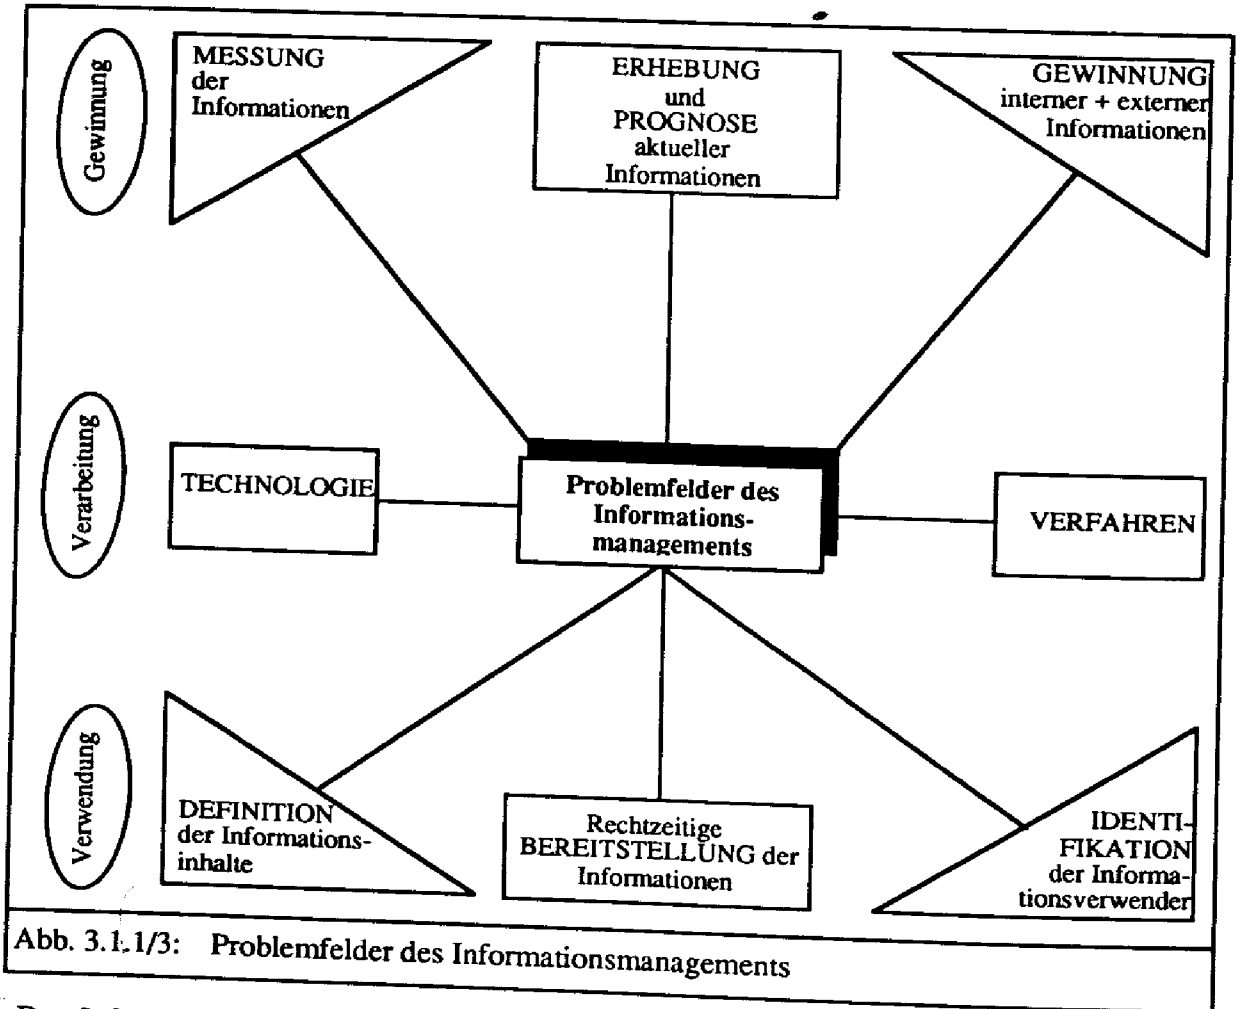 Gewinnung
MESSUNG
der
Informationen
ERHEBUNG
und
PROGNOSE
aktueller
Informationen
GEWINNUNG
interner + externer
Informationen
Verarbeitung
TECHNOLOGIE
Problemfelder des
Informations-
managements
VERFAHREN
Verwendung
DEFINITION
der Informations-
inhalte
Rechtzeitige
BEREITSTELLUNG der
Informationen
IDENTI-
FIKATION
der Informa-
tionsverwender
Abb. 3.1.1/3: Problemfelder des Informationsmanagements